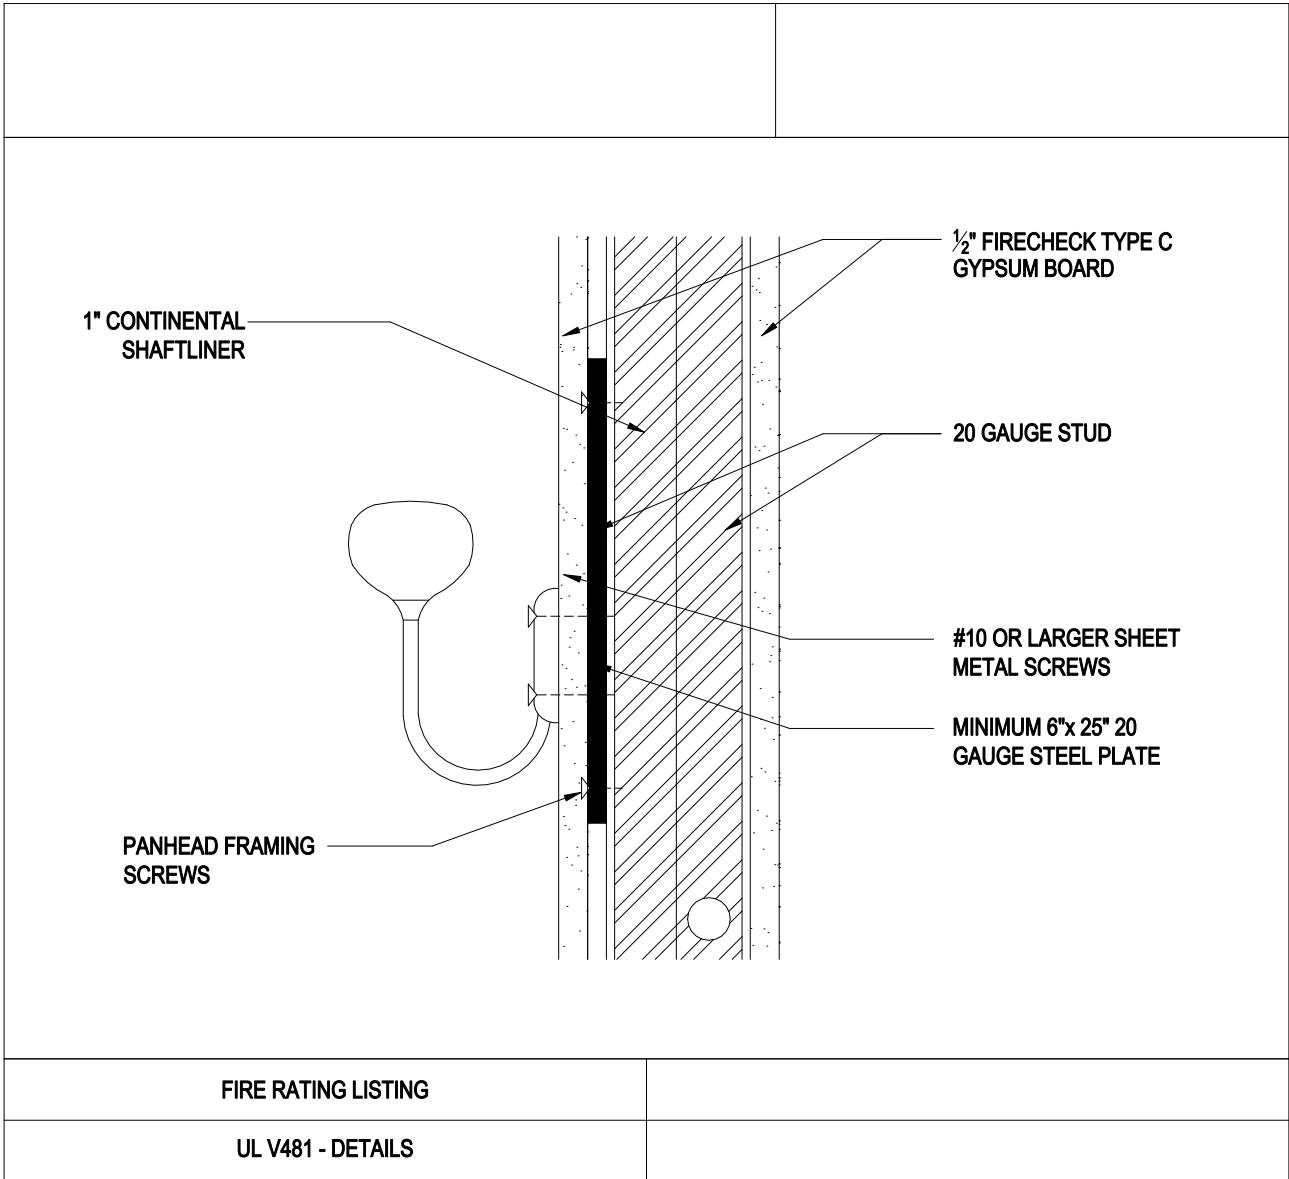 ½" FIRECHECK TYPE C
GYPSUM BOARD
1" CONTINENTAL
SHAFTLINER
20 GAUGE STUD
#10 OR LARGER SHEET
METAL SCREWS
MINIMUM 6"x 25" 20
GAUGE STEEL PLATE
PANHEAD FRAMING
SCREWS
FIRE RATING LISTING
UL V481 - DETAILS